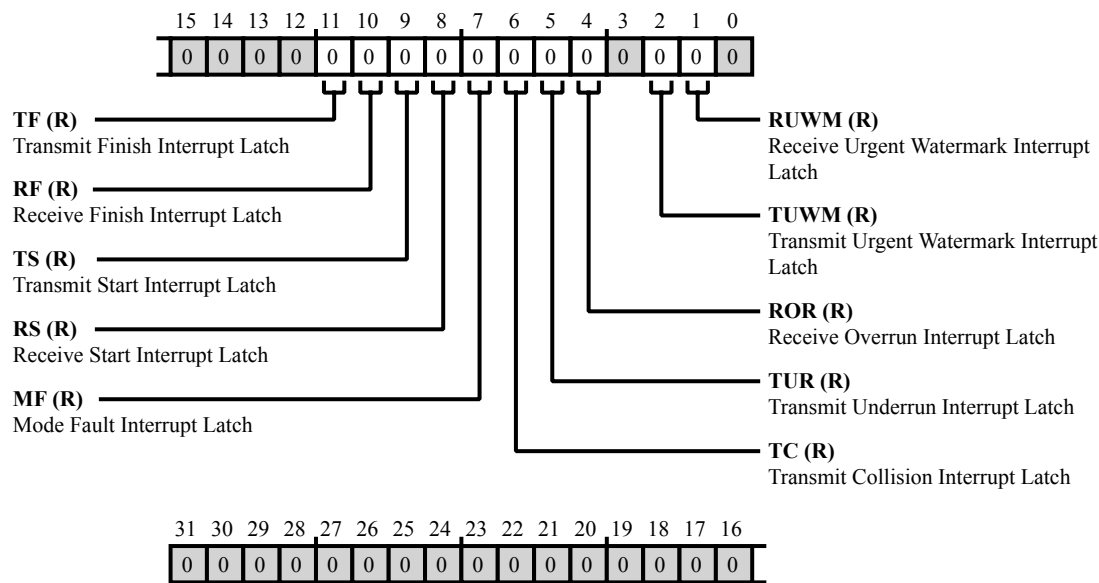 15 14 13 12 11 10 9 8 7 6 5 4 3 2 1 0
0 0 0 0 0 0 0 0 0 0 0 0 0 0 0 0
TF (R)
Transmit Finish Interrupt Latch
RF (R)
Receive Finish Interrupt Latch
TS (R)
Transmit Start Interrupt Latch
RS (R)
Receive Start Interrupt Latch
MF (R)
Mode Fault Interrupt Latch
RUWM (R)
Receive Urgent Watermark Interrupt
Latch
TUWM (R)
Transmit Urgent Watermark Interrupt
Latch
ROR (R)
Receive Overrun Interrupt Latch
TUR (R)
Transmit Underrun Interrupt Latch
TC (R)
Transmit Collision Interrupt Latch
31 30 29 28 27 26 25 24 23 22 21 20 19 18 17 16
0 0 0 0 0 0 0 0 0 0 0 0 0 0 0 0